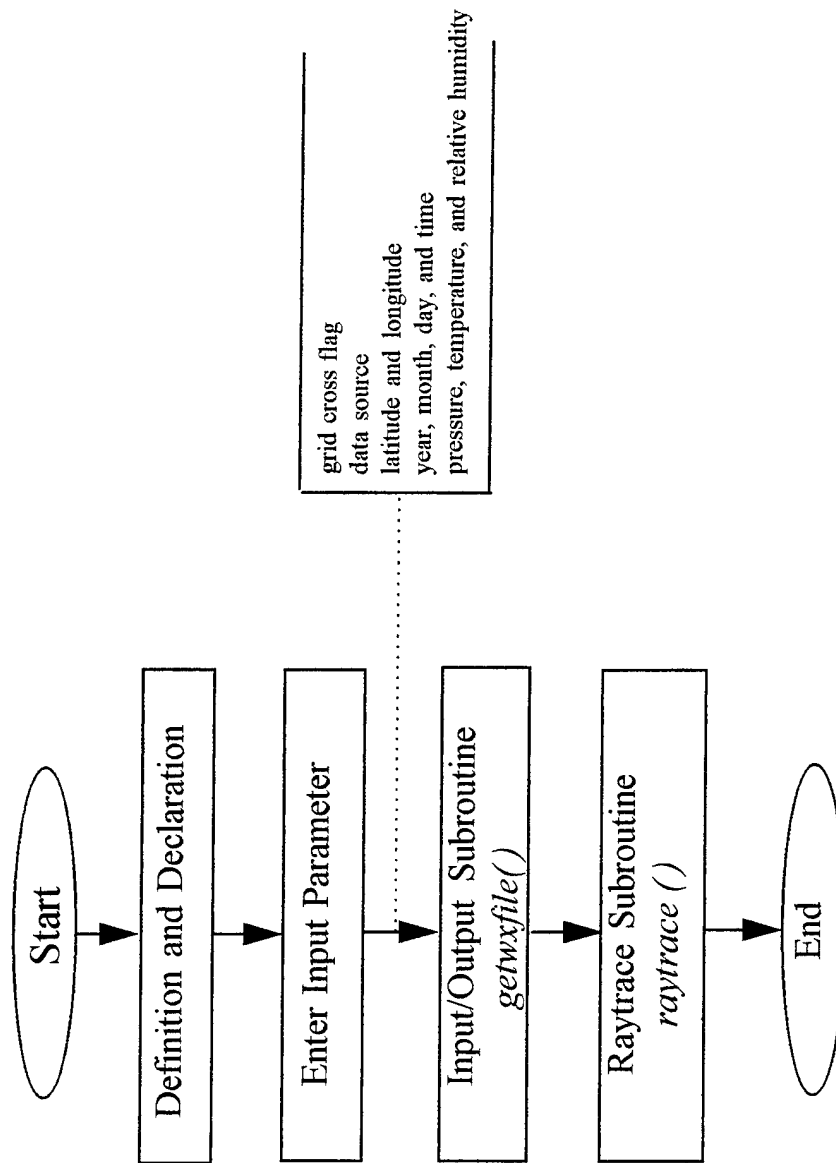 Start
Definition and Declaration
Enter Input Parameter
grid cross flag
data source
latitude and longitude
year, month, day, and time
pressure, temperature, and relative humidity
Input/Output Subroutine
getwxfile()
Raytrace Subroutine
raytrace ()
End